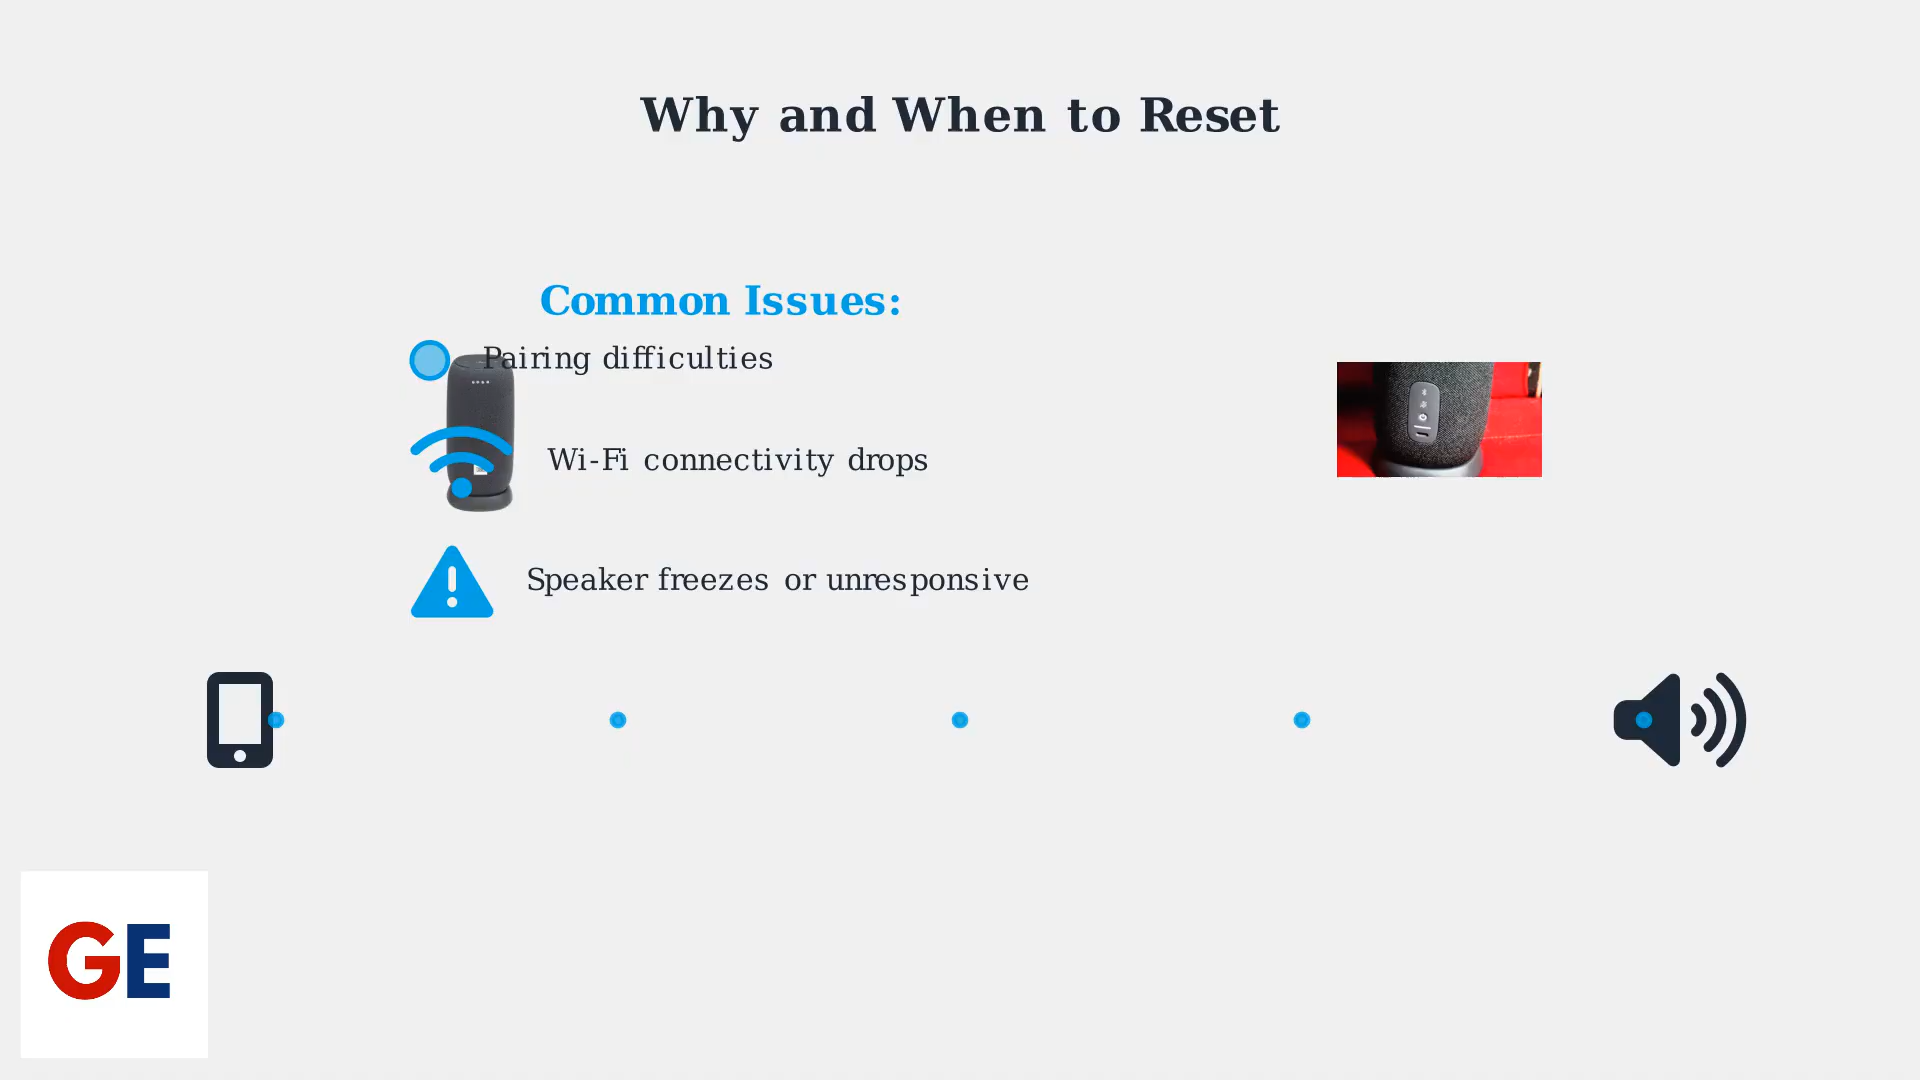 Why and When to Reset
Common Issues:
Pairing difficulties
Wi-Fi connectivity drops
Speaker freezes or unresponsive
GE